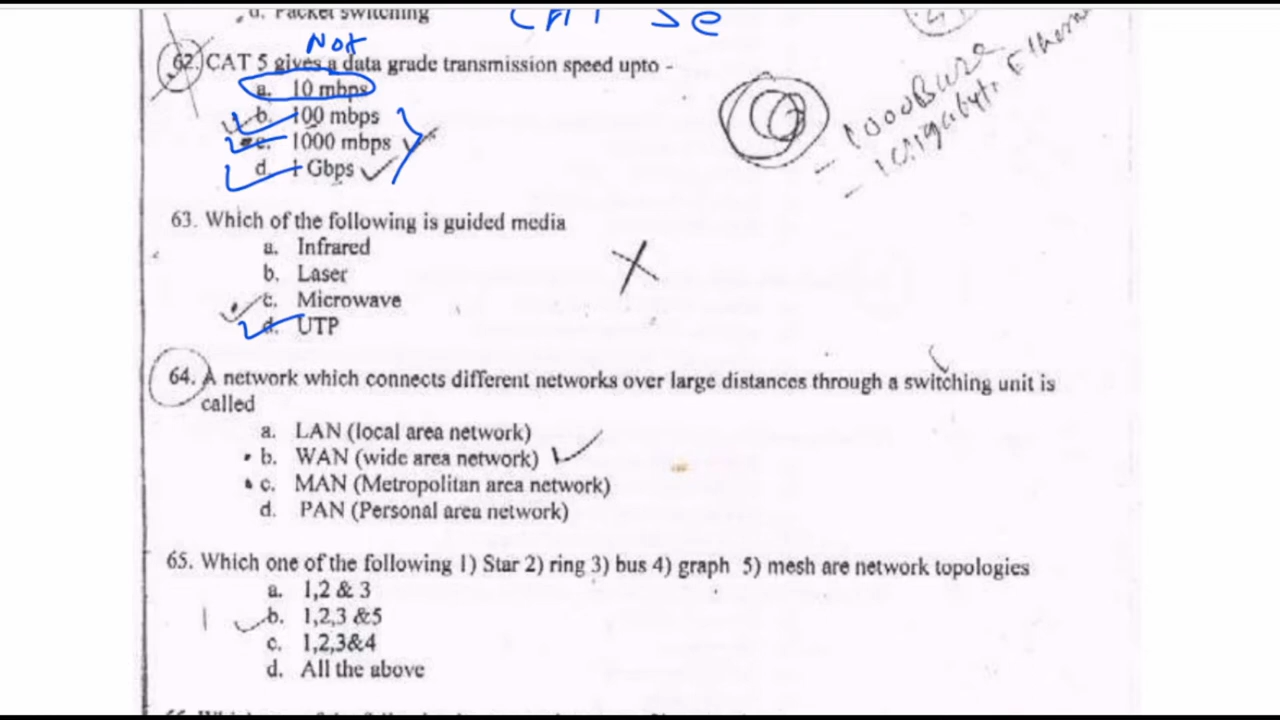 d. Packet switching
CAT 5e
Not
62. CAT 5 gives a data grade transmission speed upto -
a. 10 mbps
b. 100 mbps
c. 1000 mbps
d. 1 Gbps
63. Which of the following is guided media
a. Infrared
b. Laser
c. Microwave
d. UTP
64. A network which connects different networks over large distances through a switching unit is
called
a. LAN (local area network)
b. WAN (wide area network)
c. MAN (Metropolitan area network)
d. PAN (Personal area network)
65. Which one of the following 1) Star 2) ring 3) bus 4) graph 5) mesh are network topologies
a. 1,2 & 3
b. 1,2,3 &5
c. 1,2,3&4
d. All the above